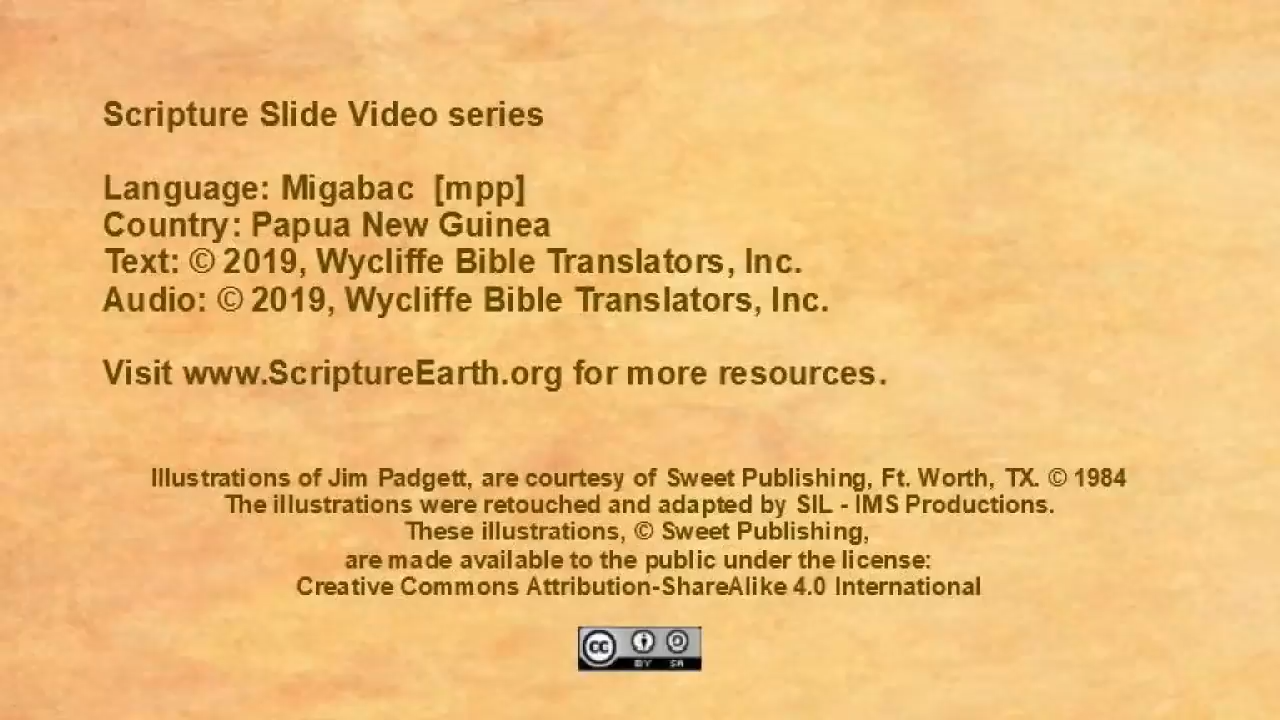 Scripture Slide Video series
Language: Migabac [mpp]
Country: Papua New Guinea
Text: © 2019, Wycliffe Bible Translators, Inc.
Audio: © 2019, Wycliffe Bible Translators, Inc.
Visit www.ScriptureEarth.org for more resources.
Illustrations of Jim Padgett, are courtesy of Sweet Publishing, Ft. Worth, TX. © 1984
The illustrations were retouched and adapted by SIL - IMS Productions.
These illustrations, © Sweet Publishing,
are made available to the public under the license:
Creative Commons Attribution-ShareAlike 4.0 International
CC BY SA